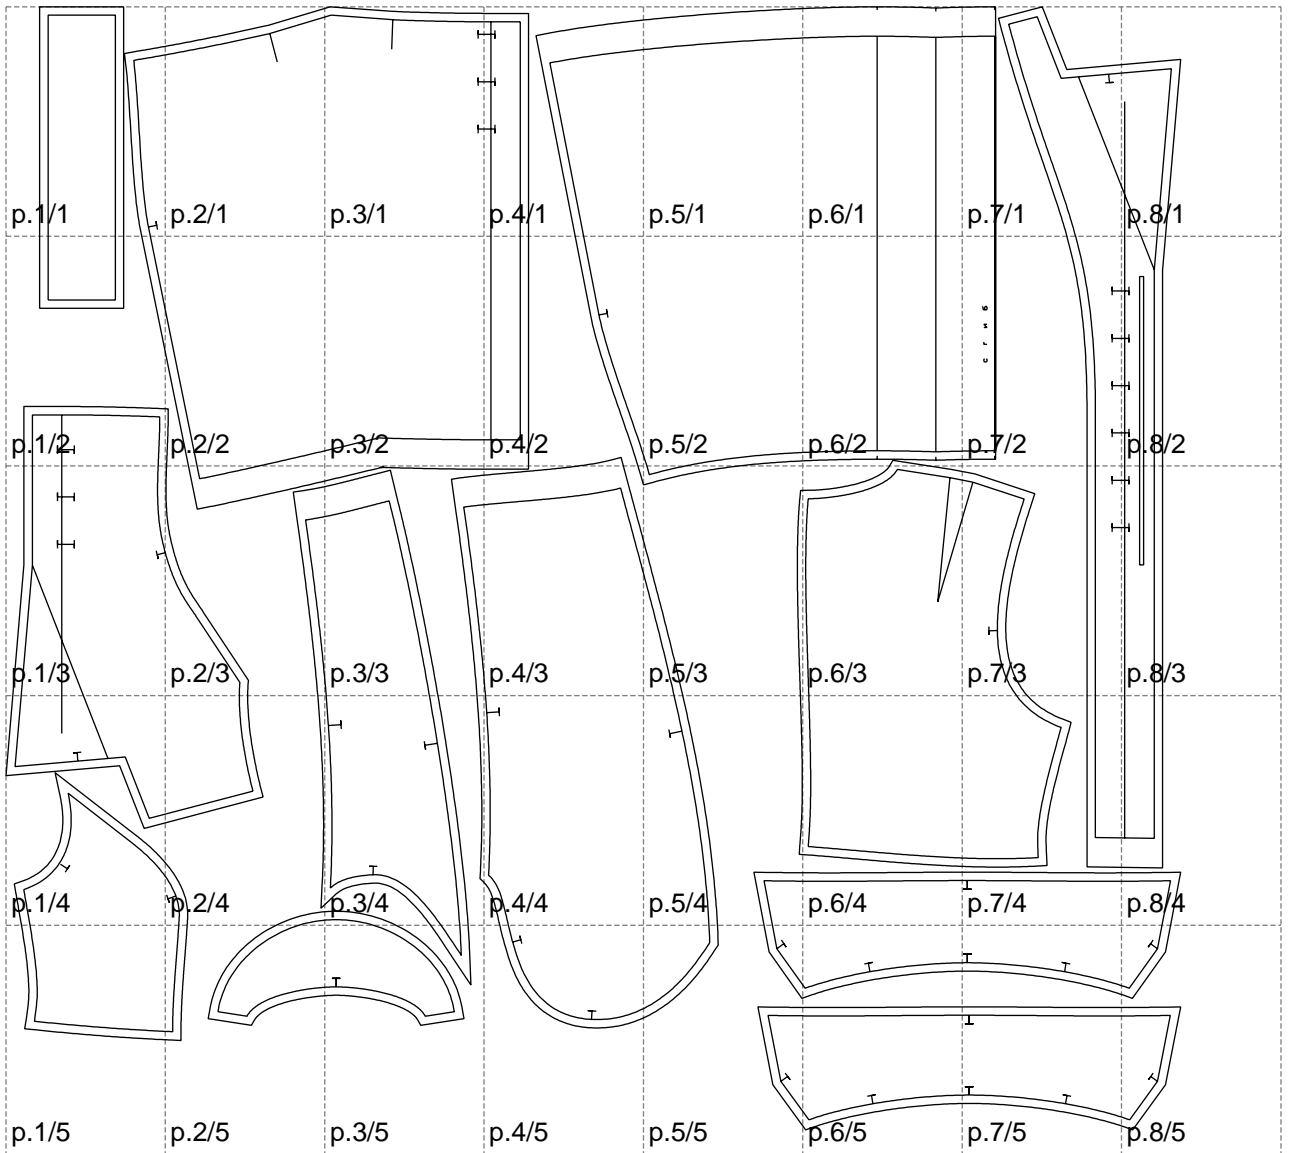 p.1/1 p.2/1 p.3/1 p.4/1 p.5/1 p.6/1 p.7/1 p.8/1
сгиб
p.1/2 p.2/2 p.3/2 p.4/2 p.5/2 p.6/2 p.7/2 p.8/2
p.1/3 p.2/3 p.3/3 p.4/3 p.5/3 p.6/3 p.7/3 p.8/3
p.1/4 p.2/4 p.3/4 p.4/4 p.5/4 p.6/4 p.7/4 p.8/4
p.1/5 p.2/5 p.3/5 p.4/5 p.5/5 p.6/5 p.7/5 p.8/5